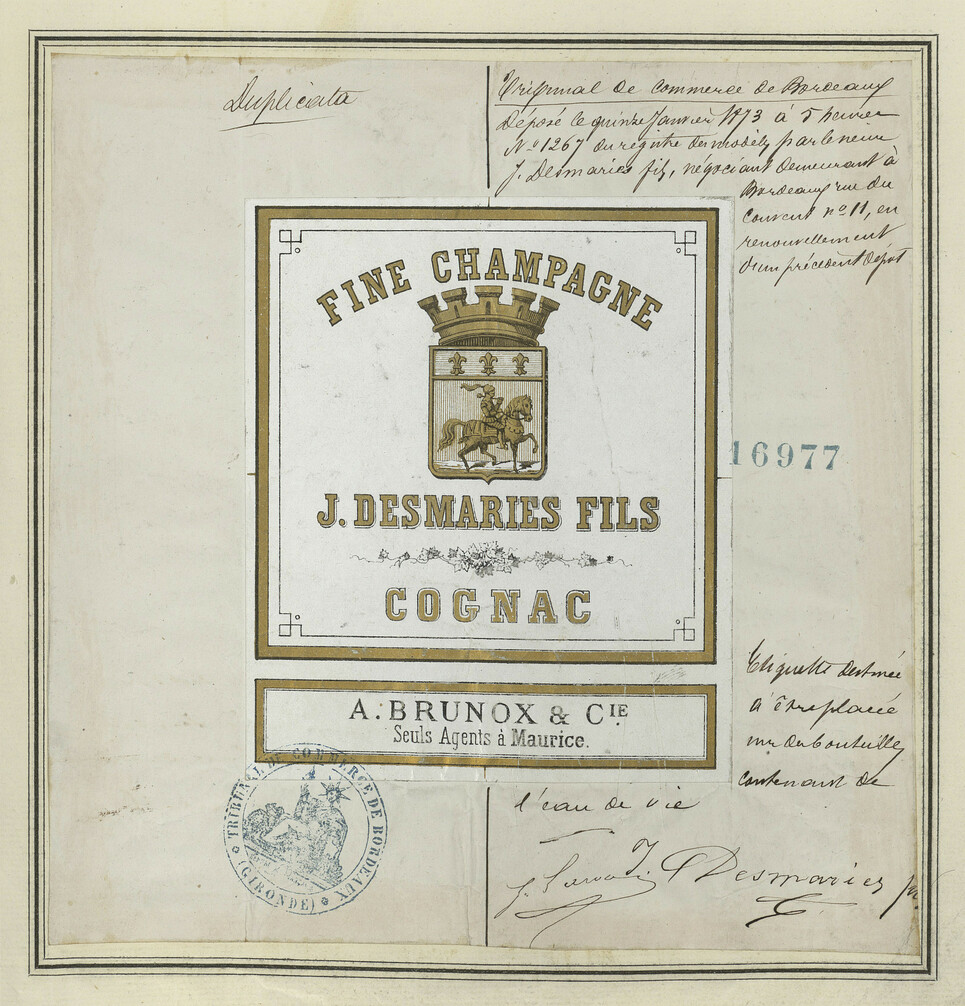 Duplicata
Tribunal de Commerce de Bordeaux
Déposé le quinze Janvier 1873 à 5 heures
No 1267 du registre des modèles par le sieur
J. Desmaries fils, négociant demeurant à
Bordeaux rue du
Couvent no 11, en
renouvellement
d'un précédent dépôt
FINE CHAMPAGNE
16977
J. DESMARIES FILS
COGNAC
Etiquette destinée
à être placée
sur des bouteilles
contenant de
l'eau de vie
A. BRUNOX & CIE
Seuls Agents à Maurice.
TRIBUNAL DE COMMERCE DE BORDEAUX
(GIRONDE)
J. Desmaries fils